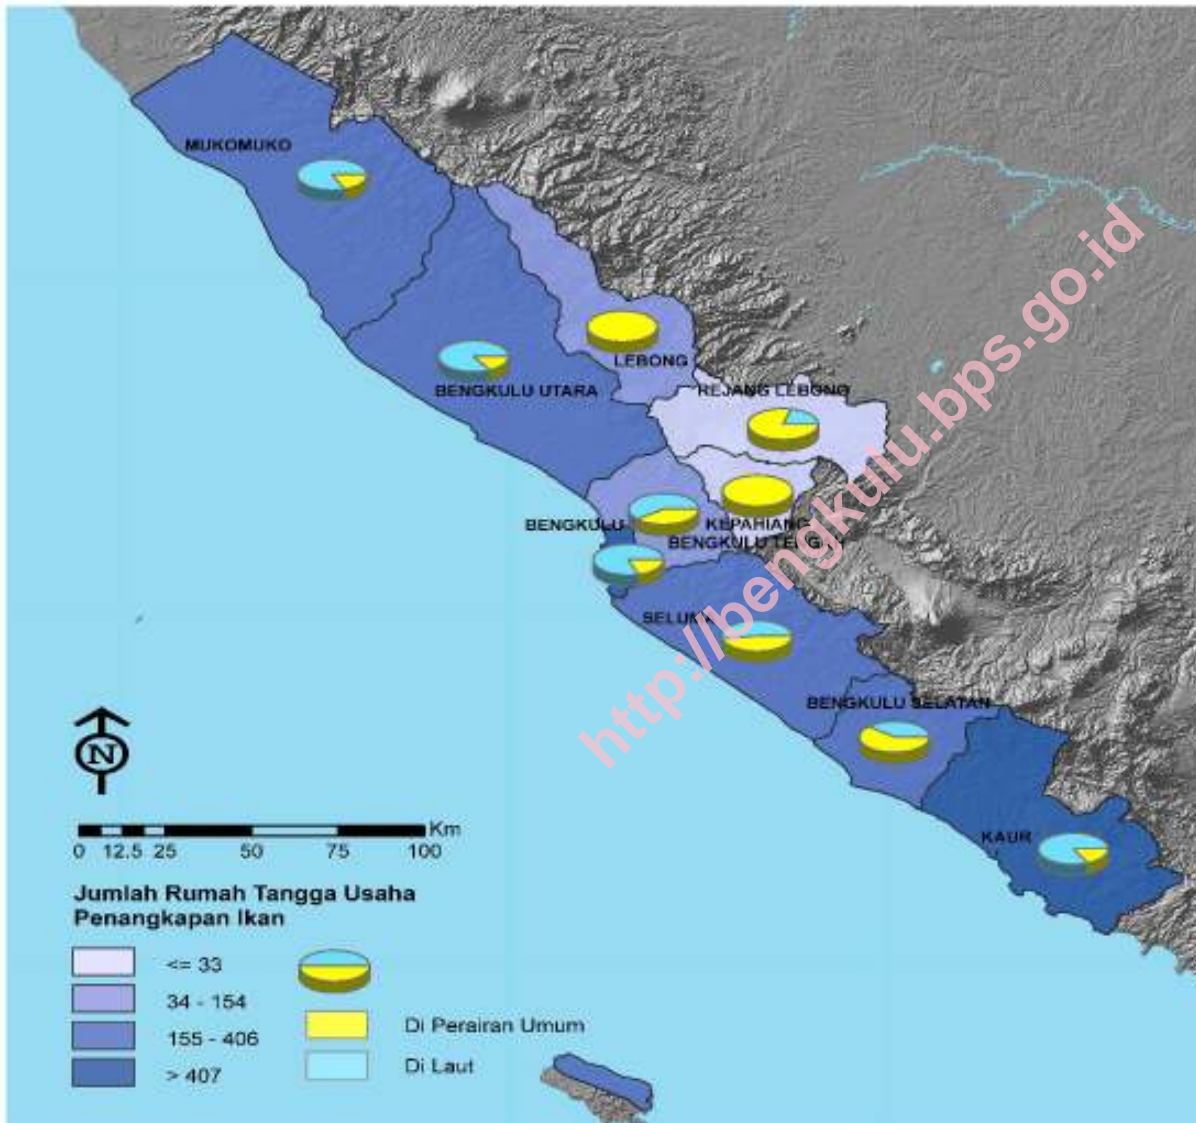 MUKOMUKO
LEBONG
BENGKULU UTARA
REJANG LEBONG
BENGKULU
KEPAHIANG
BENGKULU TENGAH
SELUMA
BENGKULU SELATAN
KAUR
http://bengkulu.bps.go.id
N
Km
0 12.5 25 50 75 100
Jumlah Rumah Tangga Usaha
Penangkapan Ikan
<= 33
34 - 154
155 - 406
> 407
Di Perairan Umum
Di Laut